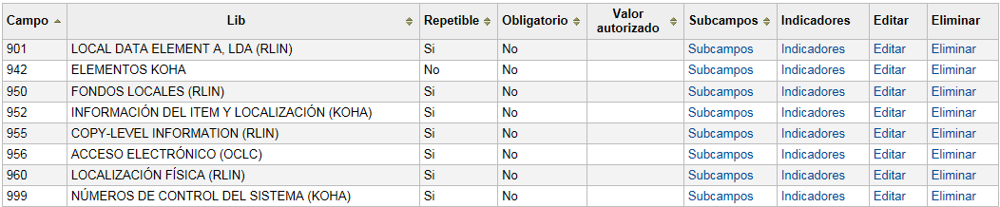 Campo Lib Repetible Obligatorio Valor autorizado Subcampos Indicadores Editar Eliminar
901 LOCAL DATA ELEMENT A, LDA (RLIN) Si No Subcampos Indicadores Editar Eliminar
942 ELEMENTOS KOHA No No Subcampos Indicadores Editar Eliminar
950 FONDOS LOCALES (RLIN) Si No Subcampos Indicadores Editar Eliminar
952 INFORMACIÓN DEL ITEM Y LOCALIZACIÓN (KOHA) Si No Subcampos Indicadores Editar Eliminar
955 COPY-LEVEL INFORMATION (RLIN) Si No Subcampos Indicadores Editar Eliminar
956 ACCESO ELECTRÓNICO (OCLC) Si No Subcampos Indicadores Editar Eliminar
960 LOCALIZACIÓN FÍSICA (RLIN) Si No Subcampos Indicadores Editar Eliminar
999 NÚMEROS DE CONTROL DEL SISTEMA (KOHA) Si No Subcampos Indicadores Editar Eliminar